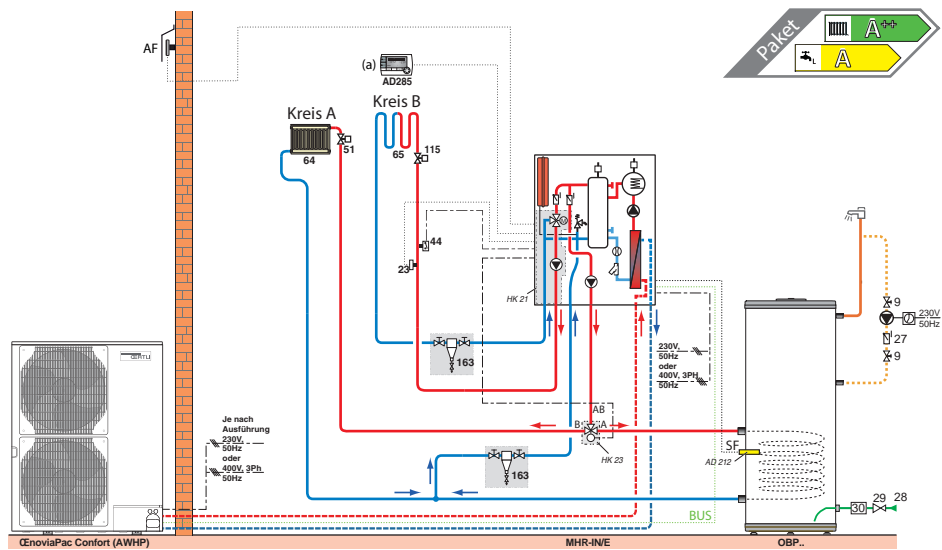 AF
(a)
AD285
Paket
A++
L
A
Kreis A
Kreis B
64
51
65
115
M
44
23
HK 21
163
163
230V,
50Hz
oder
400V, 3PH
50Hz
AB
B
A
HK 23
SF
AD 212
9
230V
50Hz
27
9
30
29
28
OERTLI
Je nach
Ausführung
230V,
50Hz
oder
400V, 3Ph
50Hz
BUS
ŒnoviaPac Confort (AWHP)
MHR-IN/E
OBP..